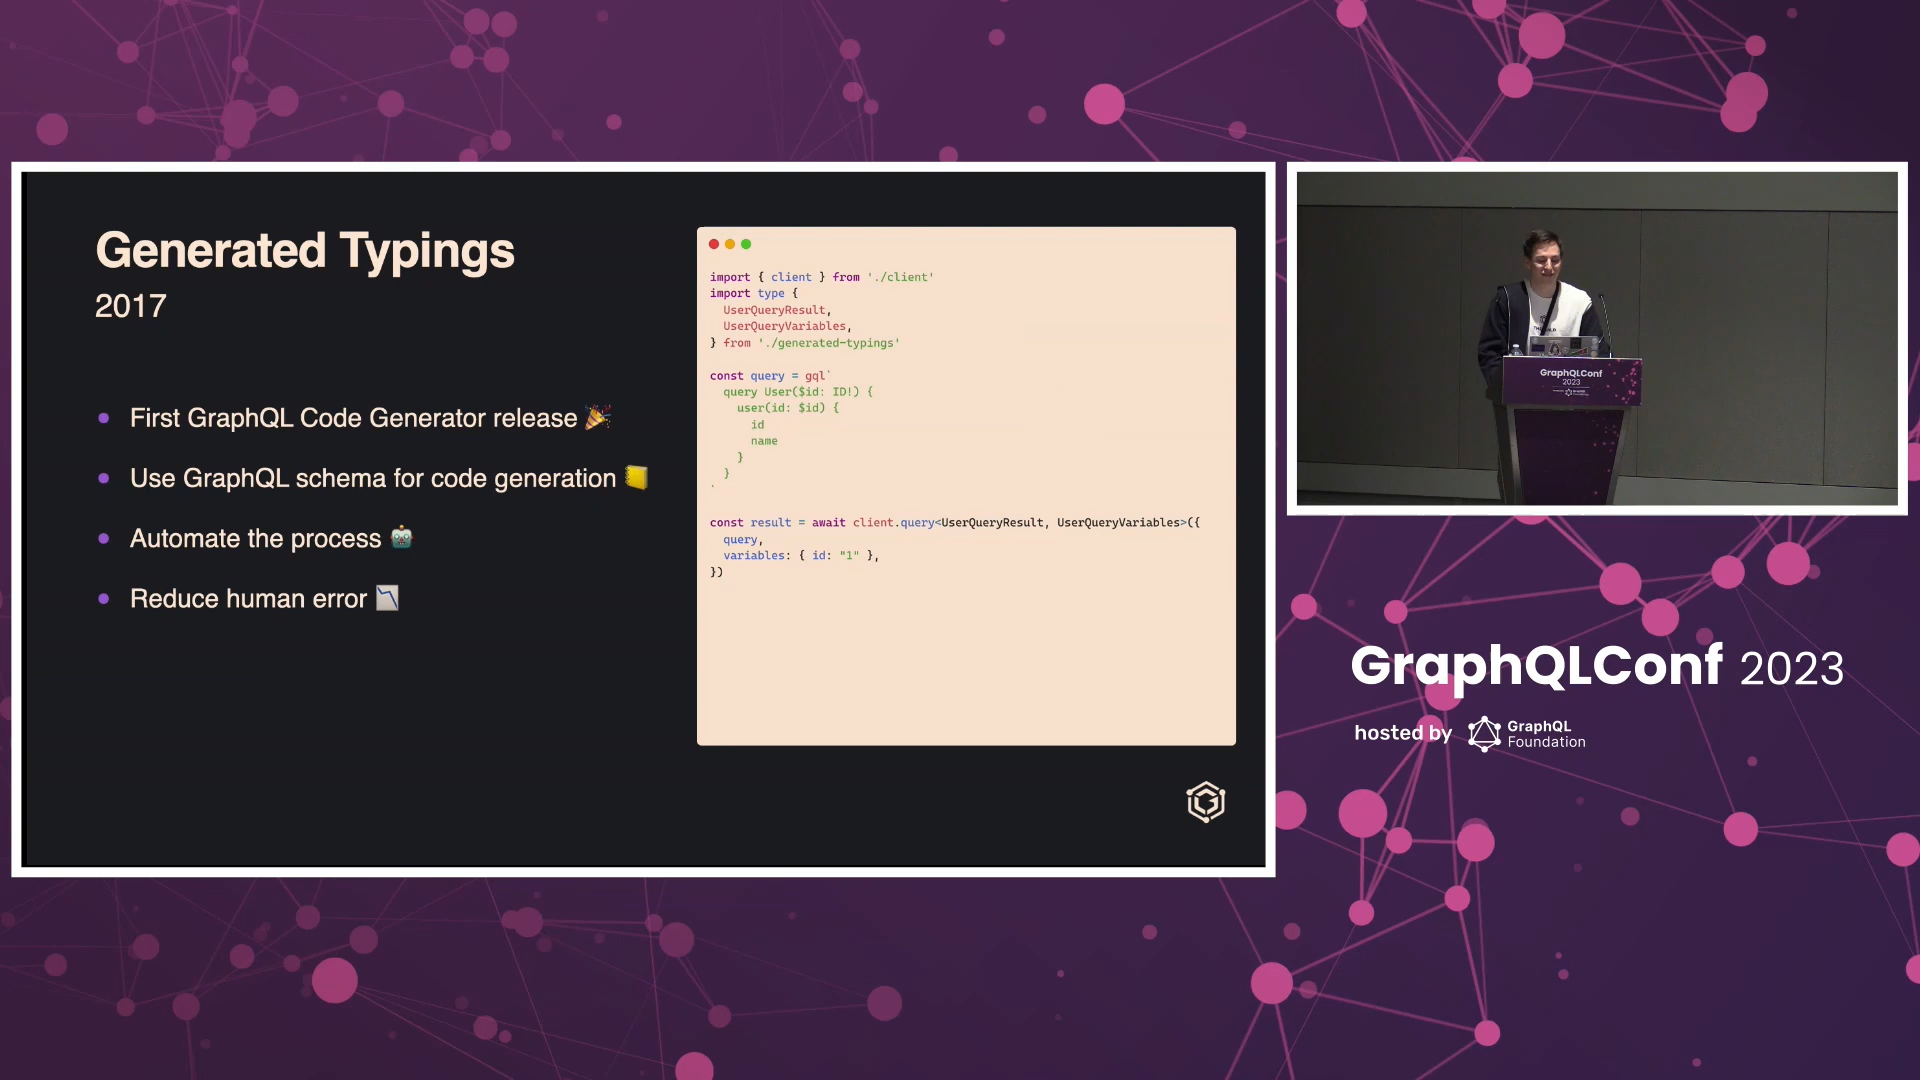 Generated Typings
2017
First GraphQL Code Generator release 🎉
Use GraphQL schema for code generation 📒
Automate the process 🤖
Reduce human error 📉
import { client } from './client'
import type {
  UserQueryResult,
  UserQueryVariables,
} from './generated-typings'
const query = gql`
  query User($id: ID!) {
    user(id: $id) {
      id
      name
    }
  }
`
const result = await client.query<UserQueryResult, UserQueryVariables>({
  query,
  variables: { id: "1" },
})
GraphQLConf
2023
GraphQLConf 2023
hosted by
GraphQL
Foundation